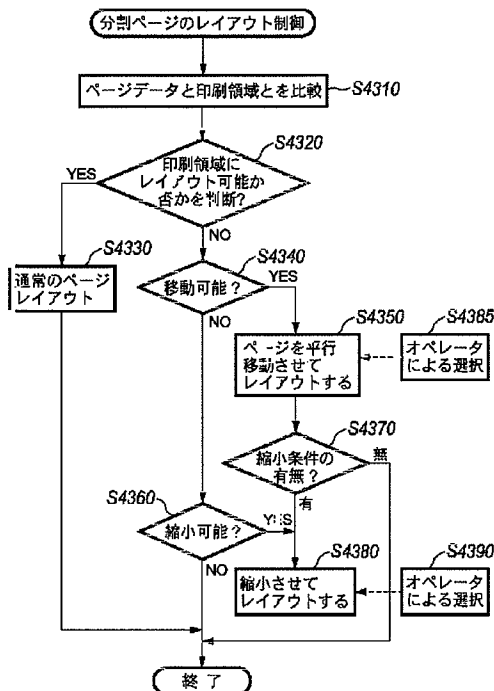 分割ページのレイアウト制御
ページデータと印刷領域とを比較
S4310
S4320
印刷領域に
レイアウト可能か
否かを判断?
YES
NO
S4330
通常のページ
レイアウト
S4340
移動可能?
YES
NO
S4350
ページを平行
移動させて
レイアウトする
S4385
オペレータ
による選択
S4370
縮小条件の
有無?
無
有
S4360
縮小可能?
YES
NO
S4380
縮小させて
レイアウトする
S4390
オペレータ
による選択
終了